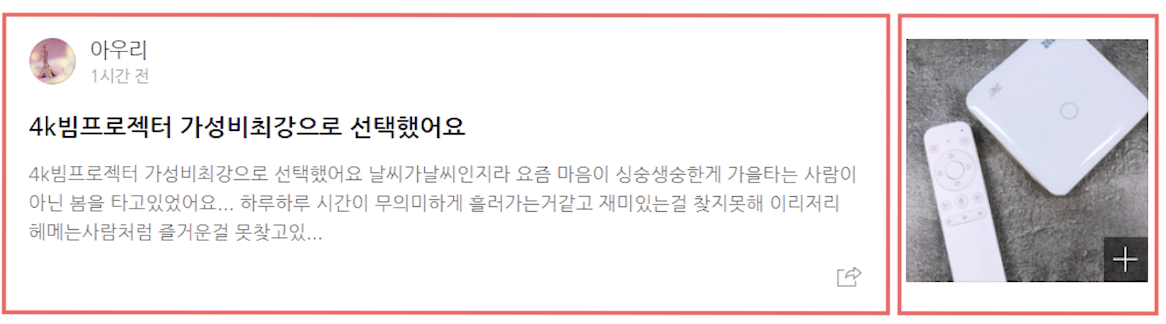 아우리
1시간 전
4k빔프로젝터 가성비최강으로 선택했어요
4k빔프로젝터 가성비최강으로 선택했어요 날씨가날씨인지라 요즘 마음이 싱숭생숭한게 가을타는 사람이
아닌 봄을 타고있었어요... 하루하루 시간이 무의미하게 흘러가는거같고 재미있는걸 찾지못해 이리저리
헤메는사람처럼 즐거운걸 못찾고있...